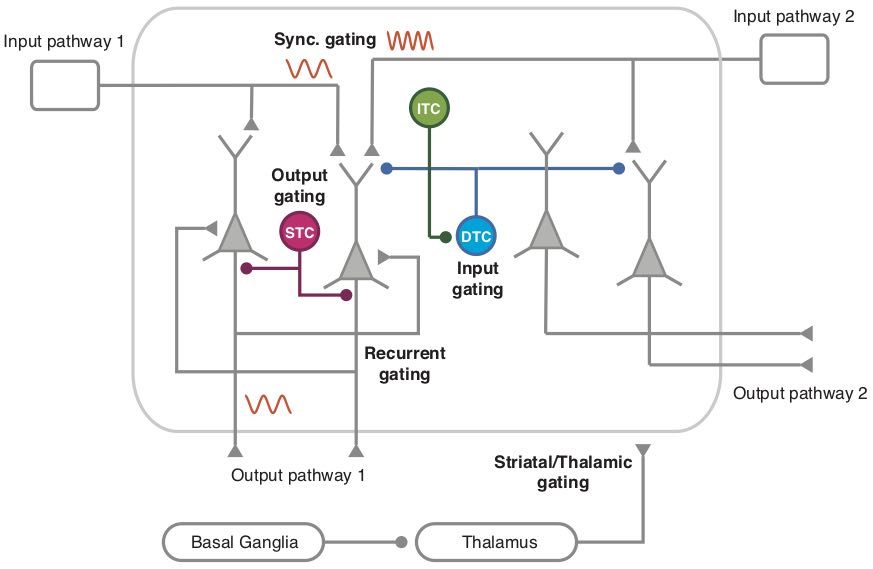 Input pathway 1
Sync. gating
Input pathway 2
ITC
Output
gating
STC
DTC
Input
gating
Recurrent
gating
Output pathway 2
Output pathway 1
Striatal/Thalamic
gating
Basal Ganglia
Thalamus